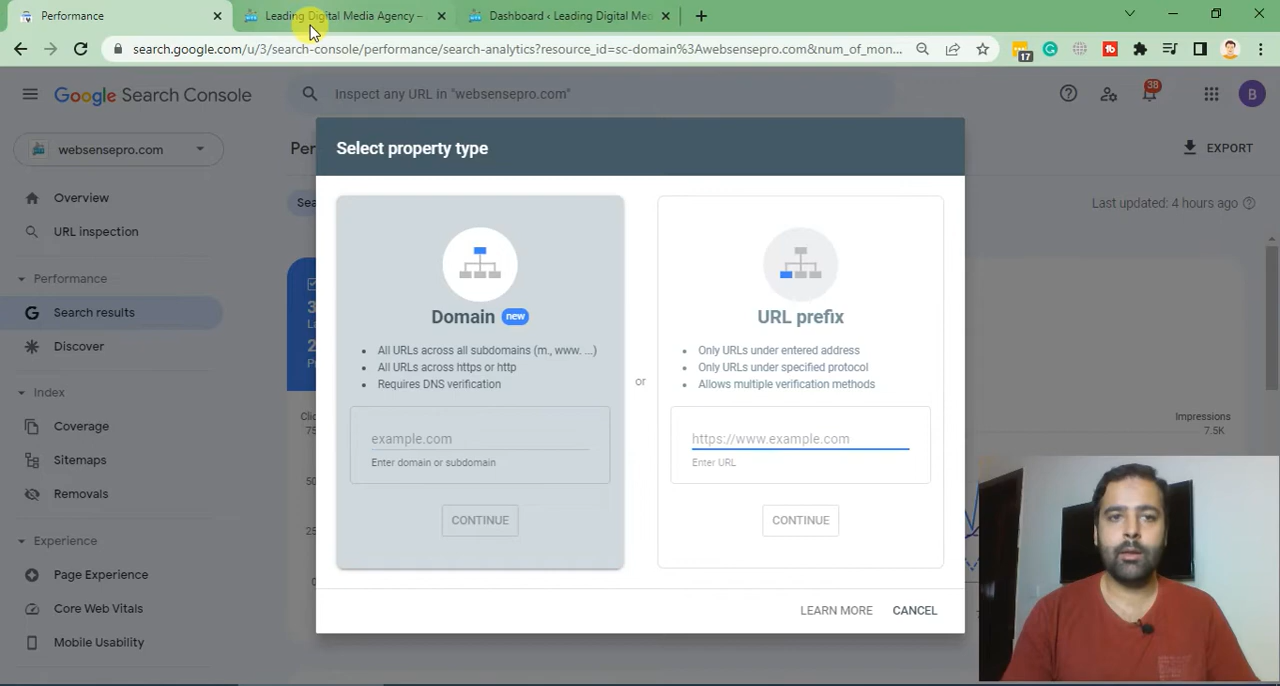 Performance
Leading Digital Media Agency –
Dashboard ‹ Leading Digital Med
search.google.com/u/3/search-console/performance/search-analytics?resource_id=sc-domain%3Awebsensepro.com&num_of_mon...
17
Google Search Console
Inspect any URL in "websensepro.com"
38
B
websensepro.com
EXPORT
Overview
URL inspection
Performance
Search results
Discover
Index
Coverage
Sitemaps
Removals
Experience
Page Experience
Core Web Vitals
Mobile Usability
Last updated: 4 hours ago
Impressions
7.5K
Select property type
Domain new
All URLs across all subdomains (m., www. ...)
All URLs across https or http
Requires DNS verification
example.com
Enter domain or subdomain
CONTINUE
or
URL prefix
Only URLs under entered address
Only URLs under specified protocol
Allows multiple verification methods
https://www.example.com
Enter URL
CONTINUE
LEARN MORE
CANCEL